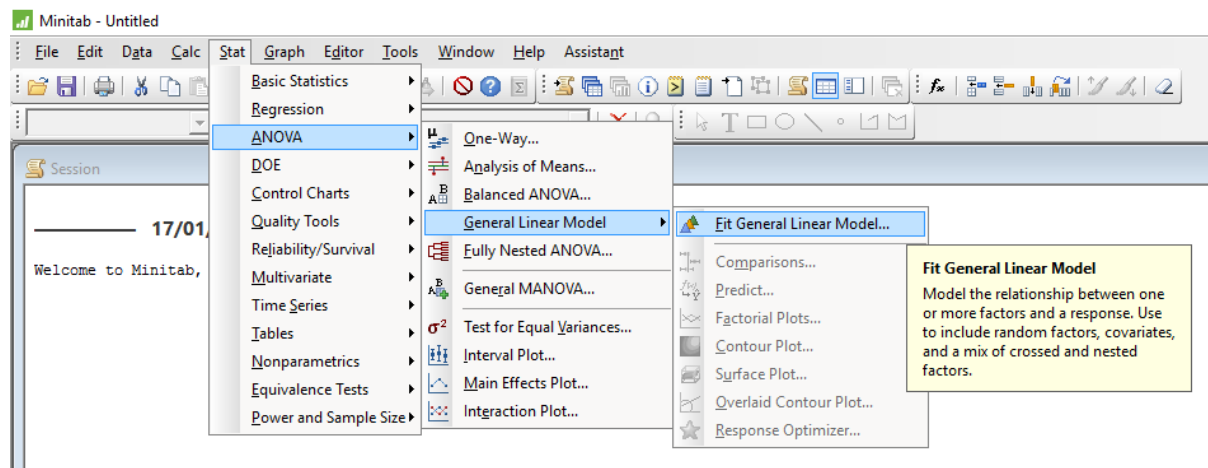 Minitab - Untitled
File Edit Data Calc Stat Graph Editor Tools Window Help Assistant
Session
17/01/
Welcome to Minitab,
Basic Statistics
Regression
ANOVA
DOE
Control Charts
Quality Tools
Reliability/Survival
Multivariate
Time Series
Tables
Nonparametrics
Equivalence Tests
Power and Sample Size
One-Way...
Analysis of Means...
Balanced ANOVA...
General Linear Model
Fully Nested ANOVA...
General MANOVA...
Test for Equal Variances...
Interval Plot...
Main Effects Plot...
Interaction Plot...
Fit General Linear Model...
Comparisons...
Predict...
Factorial Plots...
Contour Plot...
Surface Plot...
Overlaid Contour Plot...
Response Optimizer...
Fit General Linear Model
Model the relationship between one
or more factors and a response. Use
to include random factors, covariates,
and a mix of crossed and nested
factors.